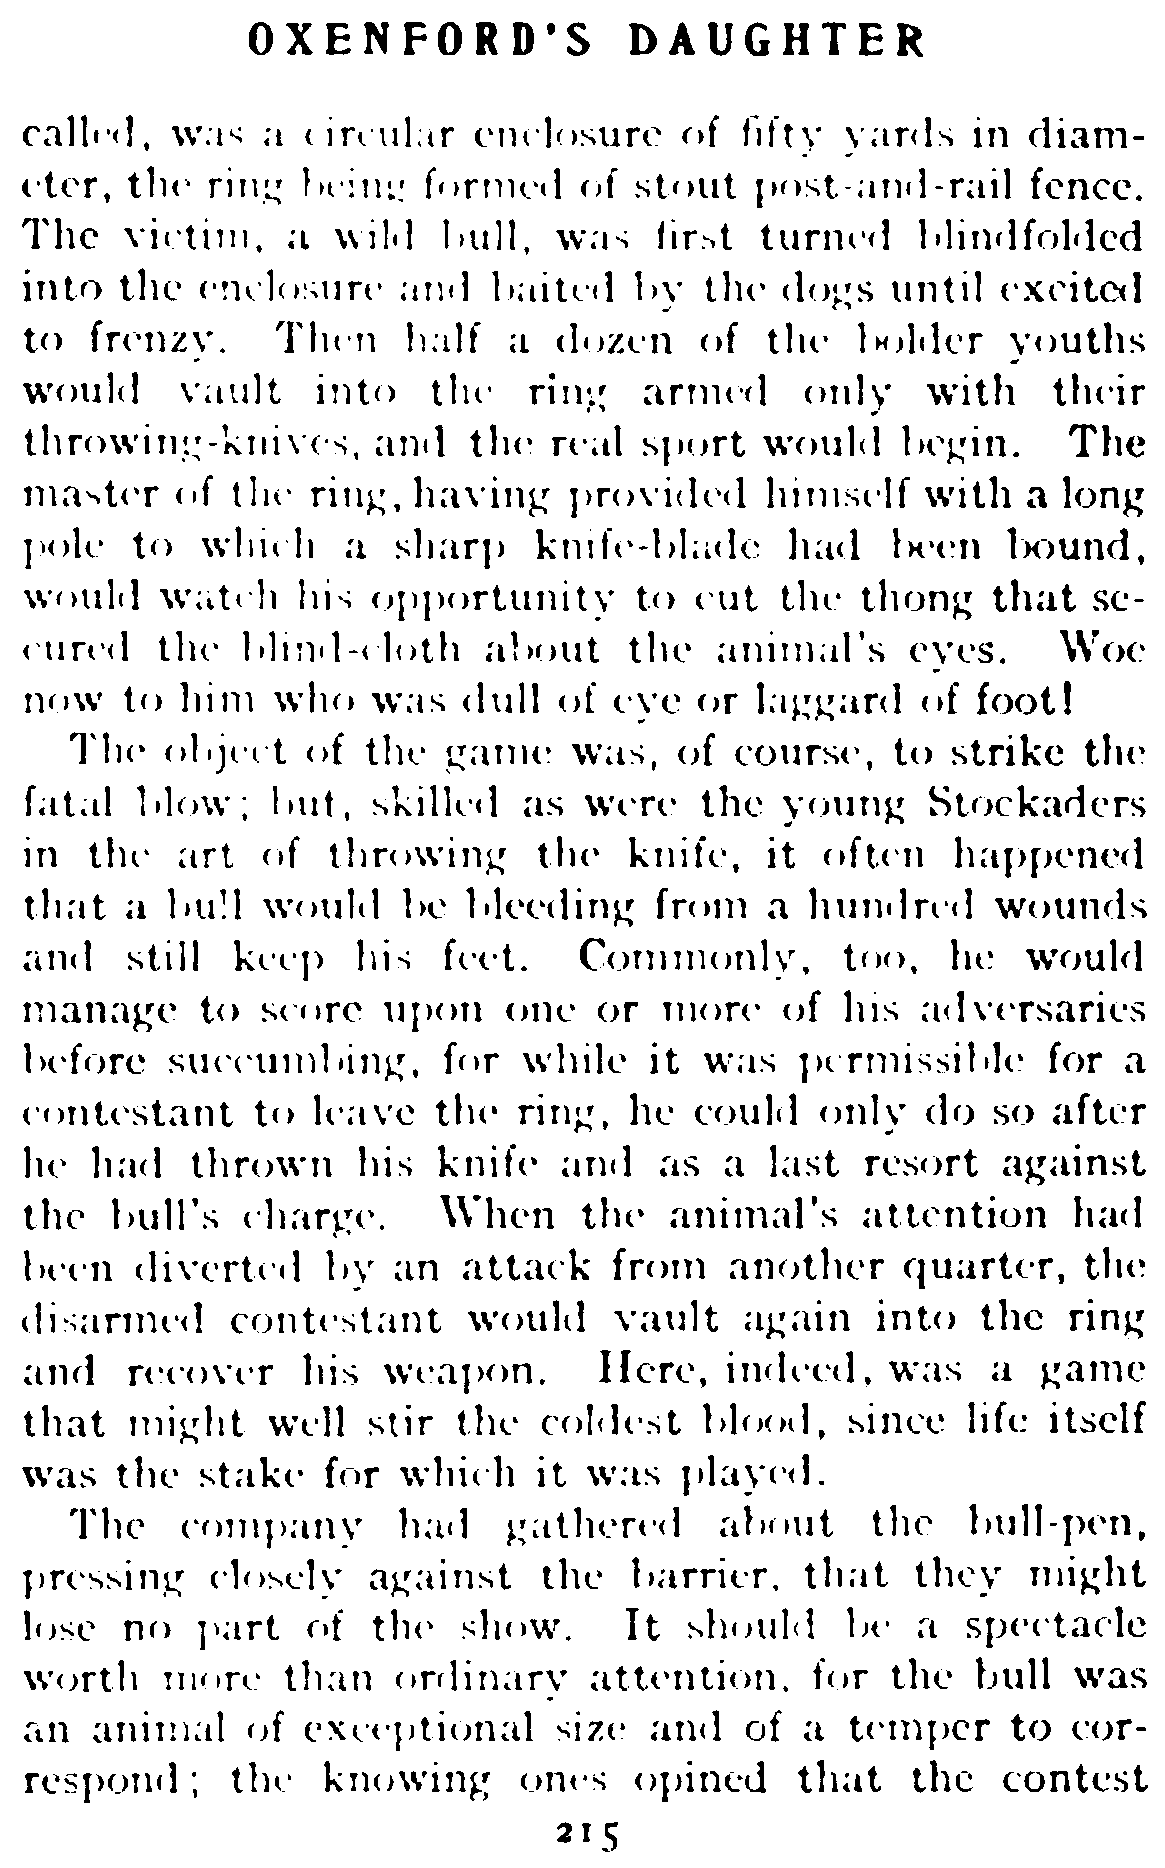 OXENFORD'S DAUGHTER
called, was a circular enclosure of fifty yards in diam-
eter, the ring being formed of stout post-and-rail fence.
The victim, a wild bull, was first turned blindfolded
into the enclosure and baited by the dogs until excited
to frenzy. Then half a dozen of the bolder youths
would vault into the ring armed only with their
throwing-knives, and the real sport would begin. The
master of the ring, having provided himself with a long
pole to which a sharp knife-blade had been bound,
would watch his opportunity to cut the thong that se-
cured the blind-cloth about the animal's eyes. Woe
now to him who was dull of eye or laggard of foot!
The object of the game was, of course, to strike the
fatal blow; but, skilled as were the young Stockaders
in the art of throwing the knife, it often happened
that a bull would be bleeding from a hundred wounds
and still keep his feet. Commonly, too, he would
manage to score upon one or more of his adversaries
before succumbing, for while it was permissible for a
contestant to leave the ring, he could only do so after
he had thrown his knife and as a last resort against
the bull's charge. When the animal's attention had
been diverted by an attack from another quarter, the
disarmed contestant would vault again into the ring
and recover his weapon. Here, indeed, was a game
that might well stir the coldest blood, since life itself
was the stake for which it was played.
The company had gathered about the bull-pen,
pressing closely against the barrier, that they might
lose no part of the show. It should be a spectacle
worth more than ordinary attention, for the bull was
an animal of exceptional size and of a temper to cor-
respond; the knowing ones opined that the contest
215